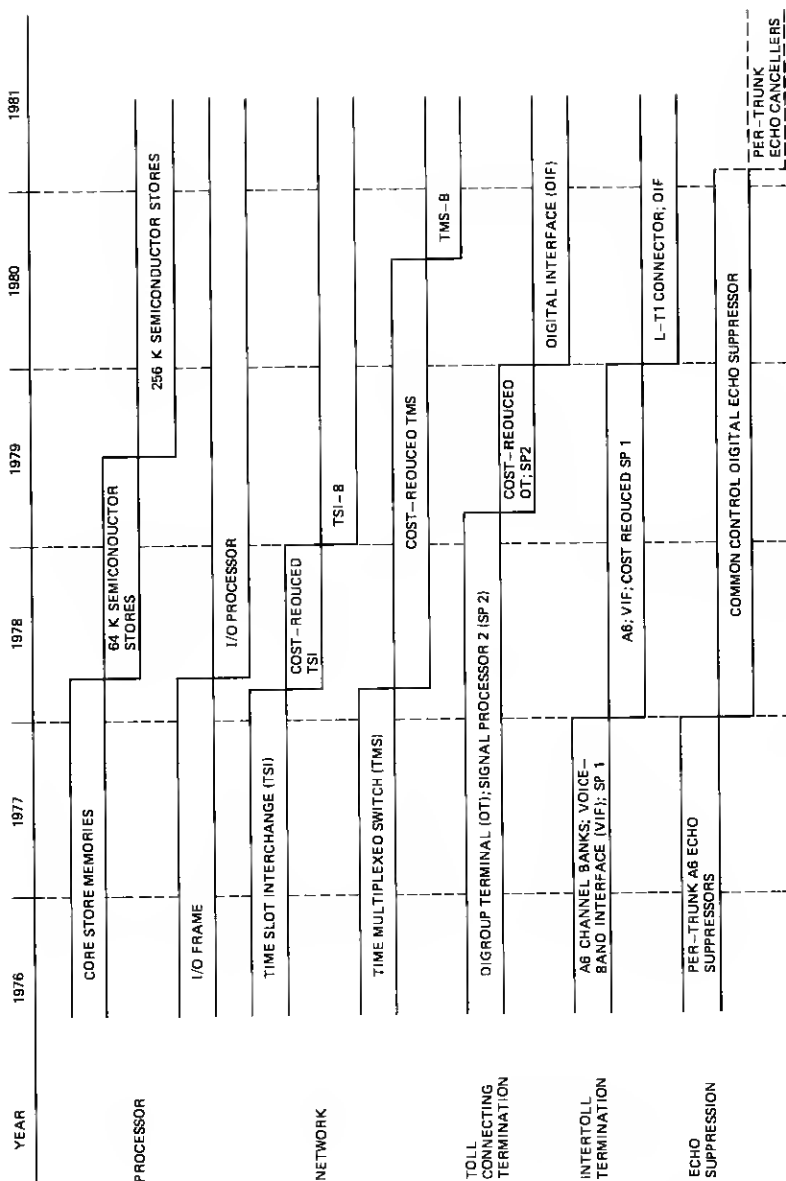 YEAR 1976 1977 1978 1979 1980 1981
PROCESSOR
CORE STORE MEMORIES
64 K SEMICONDUCTOR
STORES
256 K SEMICONDUCTOR STORES
I/O FRAME
I/O PROCESSOR
NETWORK
TIME SLOT INTERCHANGE (TSI)
COST-REDUCED
TSI
TSI-B
TIME MULTIPLEXED SWITCH (TMS)
COST-REDUCED TMS
TMS-B
TOLL
CONNECTING
TERMINATION
DIGROUP TERMINAL (DT); SIGNAL PROCESSOR 2 (SP 2)
COST-REDUCED
DT; SP2
DIGITAL INTERFACE (DIF)
INTERTOLL
TERMINATION
A6 CHANNEL BANKS; VOICE-
BAND INTERFACE (VIF); SP 1
A6; VIF; COST REDUCED SP 1
L-T1 CONNECTOR; DIF
ECHO
SUPPRESSION
PER-TRUNK A6 ECHO
SUPPRESSORS
COMMON CONTROL DIGITAL ECHO SUPPRESSOR
PER-TRUNK
ECHO CANCELLERS